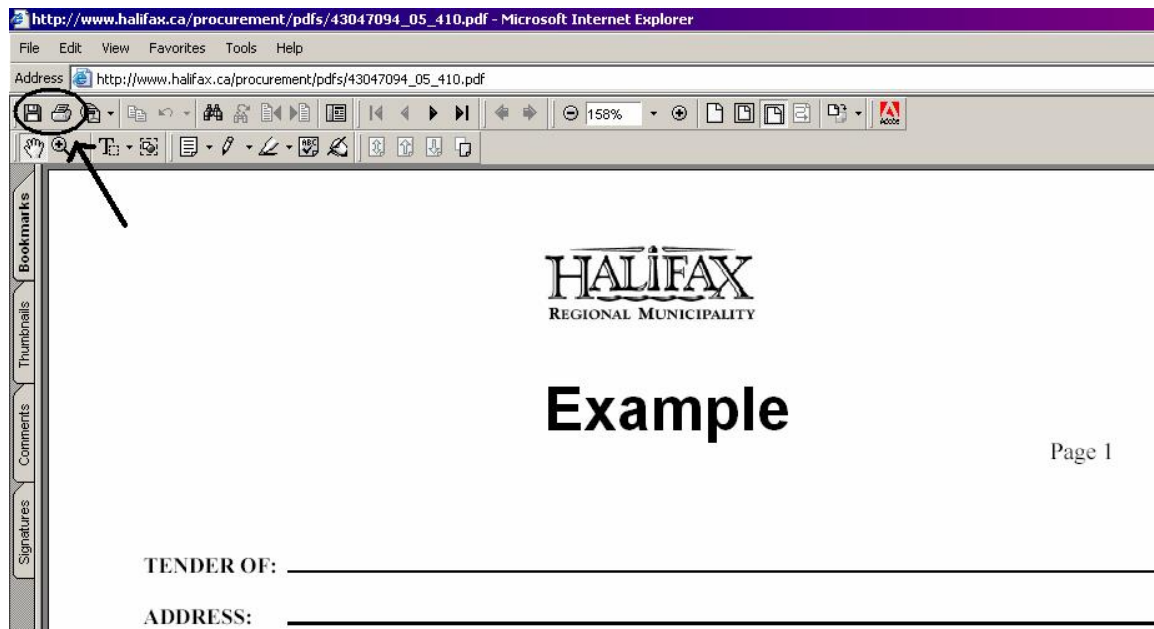 http://www.halifax.ca/procurement/pdfs/43047094_05_410.pdf - Microsoft Internet Explorer
File Edit View Favorites Tools Help
Address http://www.halifax.ca/procurement/pdfs/43047094_05_410.pdf
158%
Adobe
ABC
Bookmarks
Thumbnails
Comments
Signatures
HALIFAX
REGIONAL MUNICIPALITY
Example
Page 1
TENDER OF:
ADDRESS: